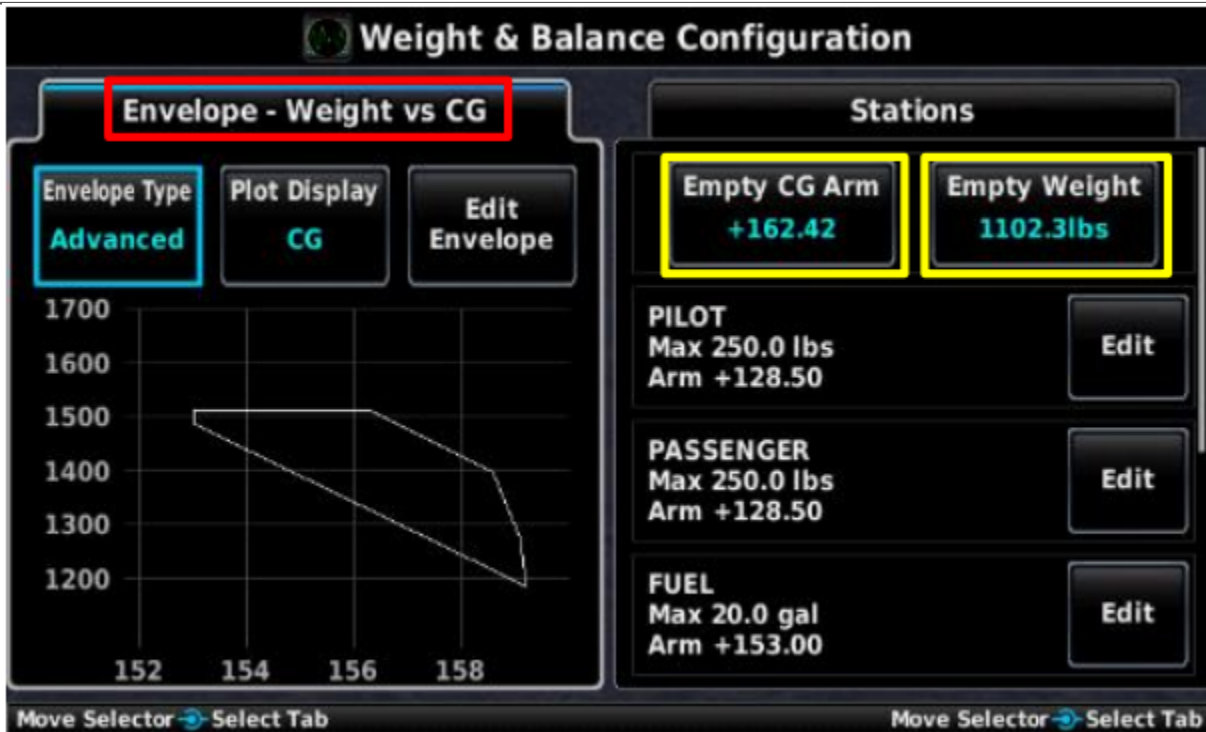 Weight & Balance Configuration
Envelope - Weight vs CG
Envelope Type
Advanced
Plot Display
CG
Edit
Envelope
1700
1600
1500
1400
1300
1200
152 154 156 158
Stations
Empty CG Arm
+162.42
Empty Weight
1102.3lbs
PILOT
Max 250.0 lbs
Arm +128.50
Edit
PASSENGER
Max 250.0 lbs
Arm +128.50
Edit
FUEL
Max 20.0 gal
Arm +153.00
Edit
Move Selector Select Tab
Move Selector Select Tab